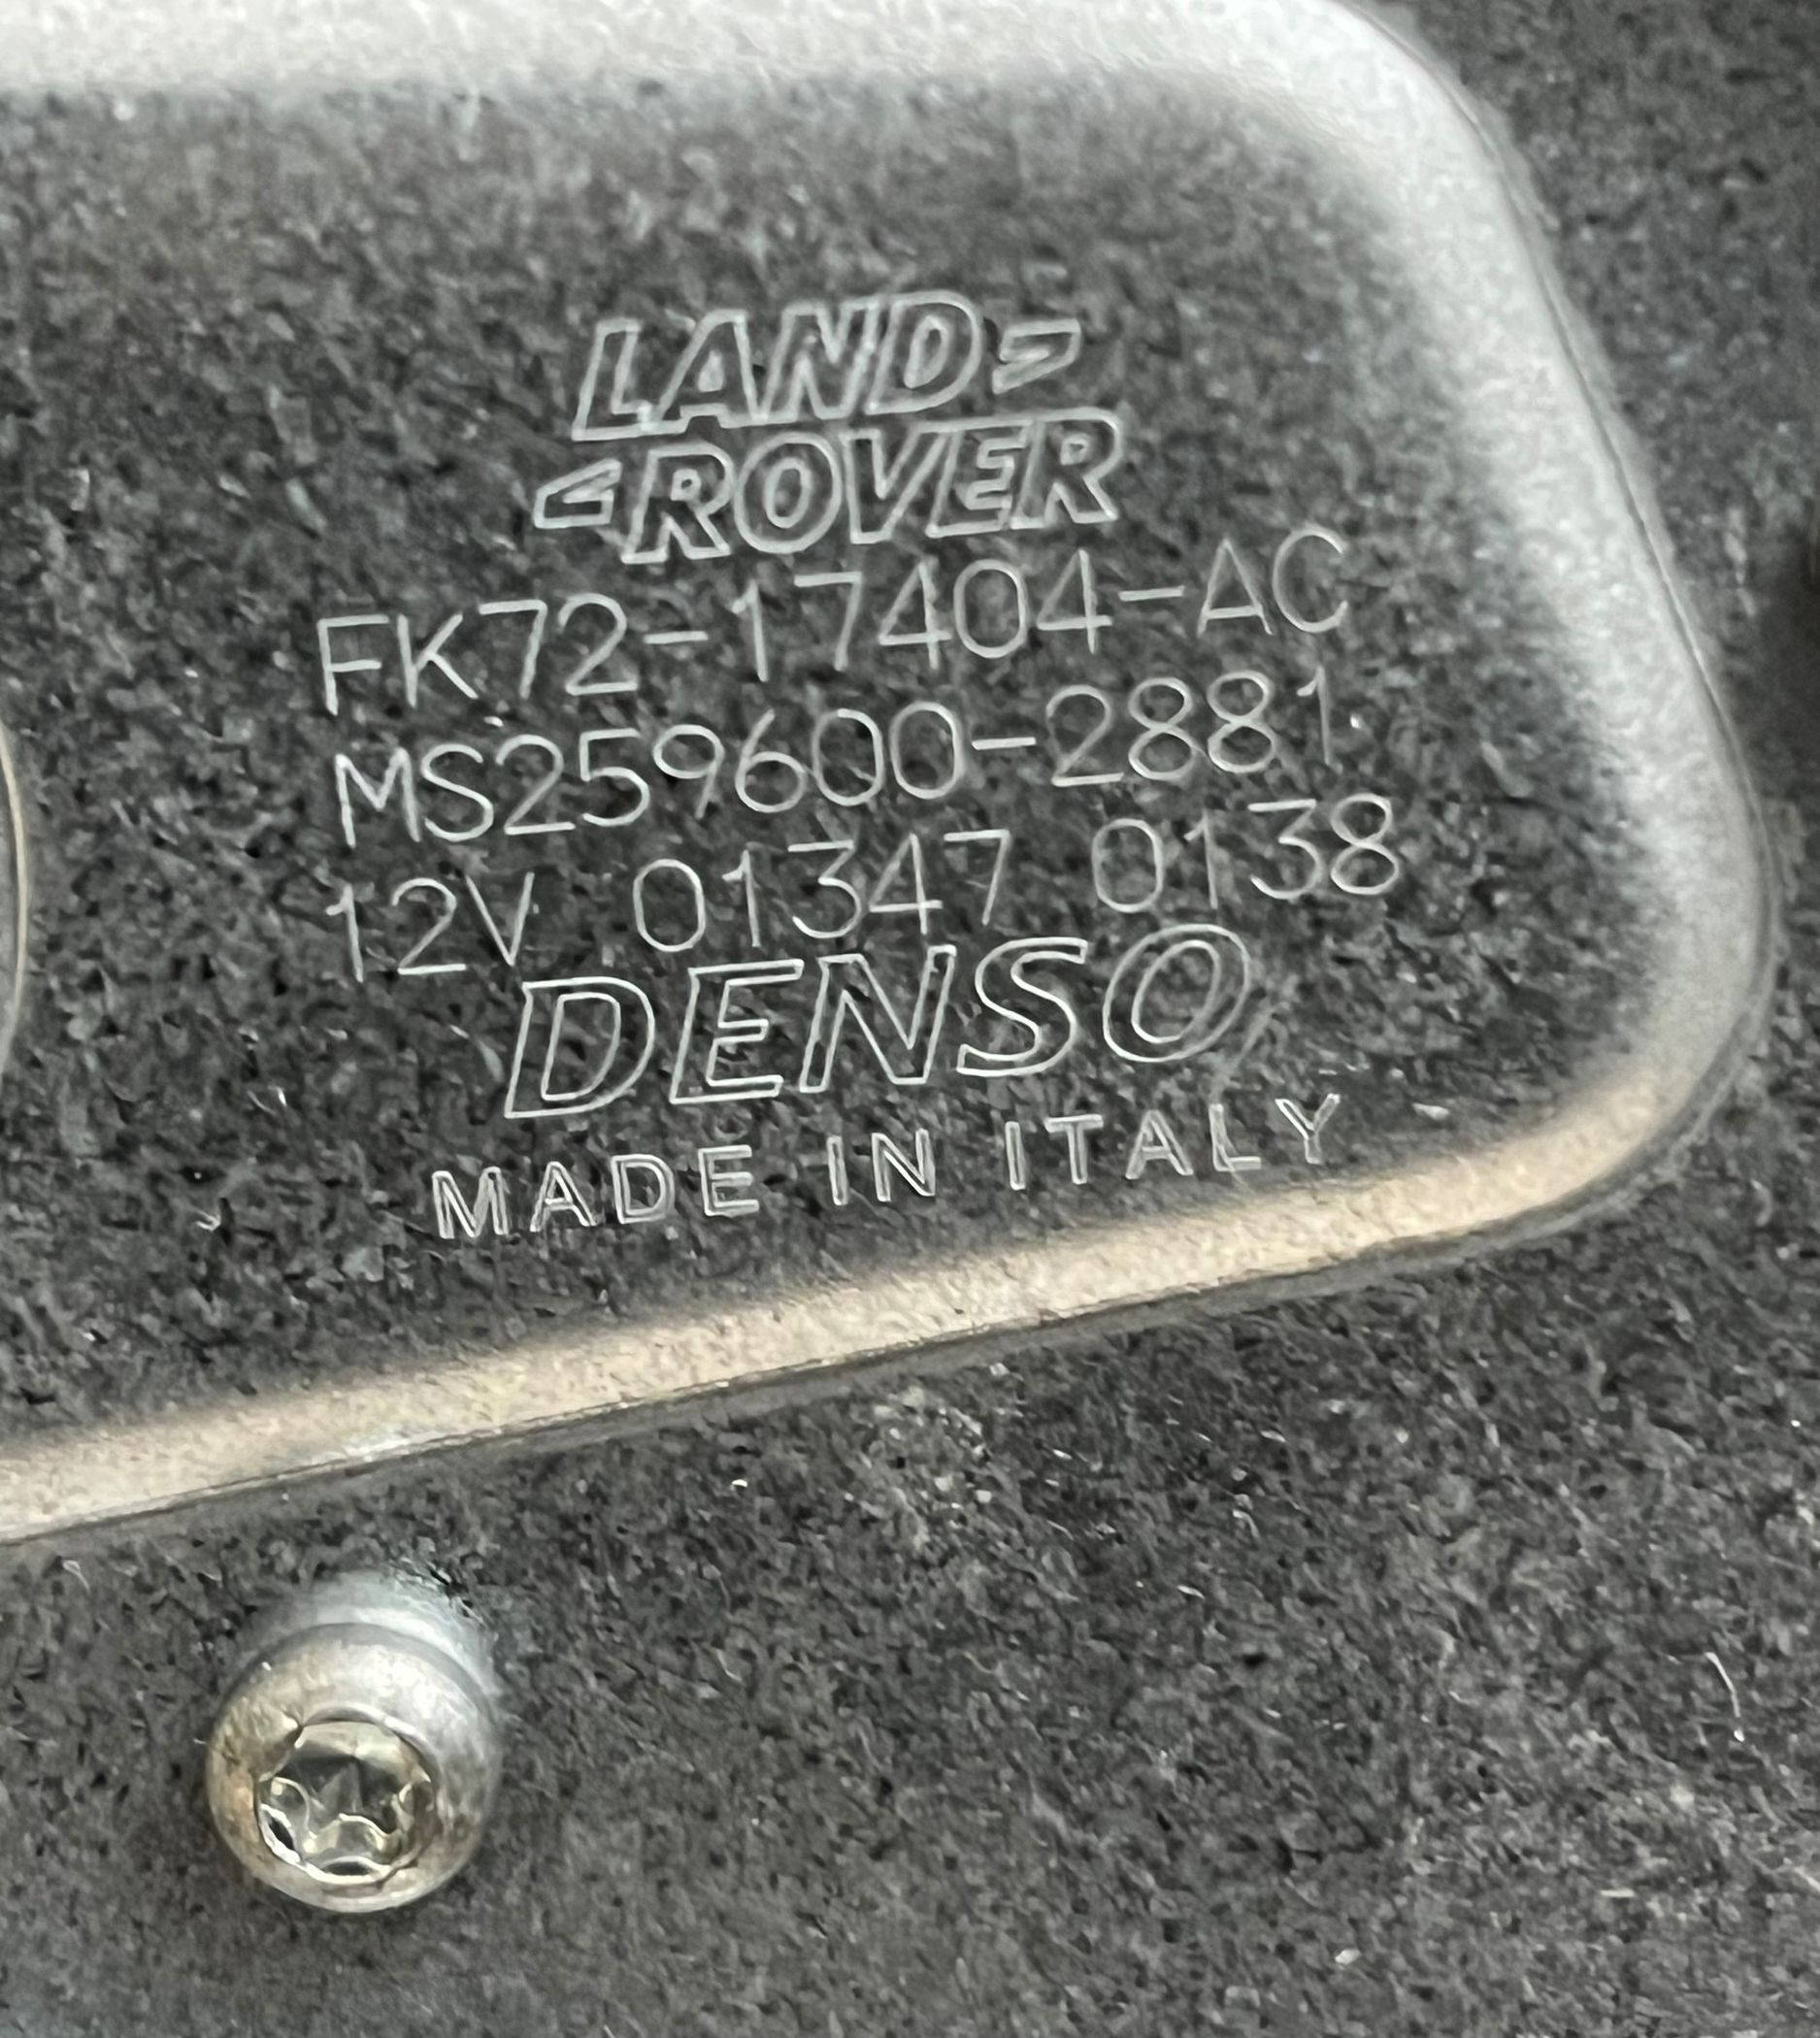 LAND
ROVER
FK72-17404-AC
MS259600-2881
12V 01347 0138
DENSO
MADE IN ITALY